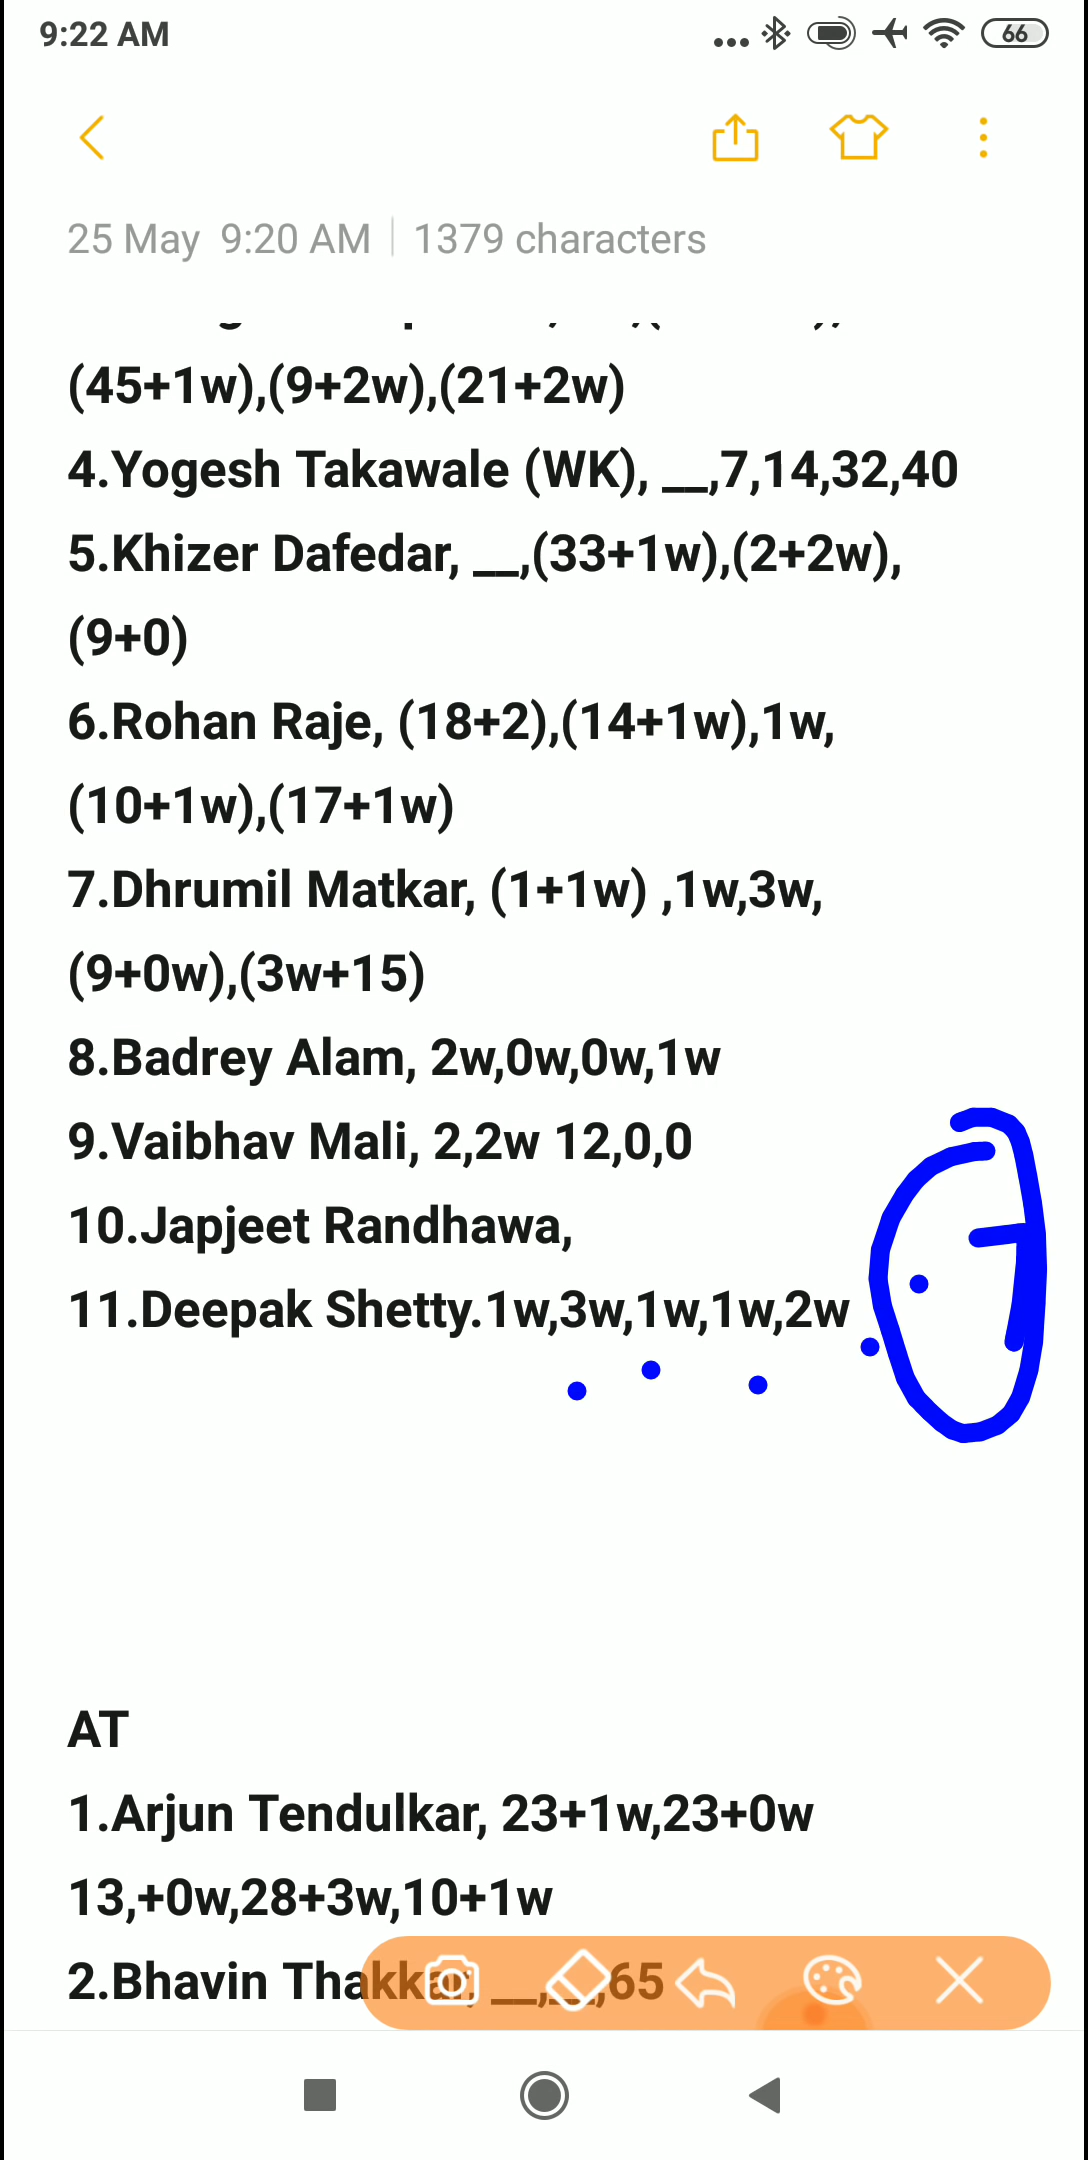 9:22 AM
66
25 May 9:20 AM | 1379 characters
(45+1w),(9+2w),(21+2w)
4.Yogesh Takawale (WK), __,7,14,32,40
5.Khizer Dafedar, __,(33+1w),(2+2w),
(9+0)
6.Rohan Raje, (18+2),(14+1w),1w,
(10+1w),(17+1w)
7.Dhrumil Matkar, (1+1w) ,1w,3w,
(9+0w),(3w+15)
8.Badrey Alam, 2w,0w,0w,1w
9.Vaibhav Mali, 2,2w 12,0,0
10.Japjeet Randhawa,
11.Deepak Shetty.1w,3w,1w,1w,2w
AT
1.Arjun Tendulkar, 23+1w,23+0w
13,+0w,28+3w,10+1w
2.Bhavin Thakkar, __,__,65